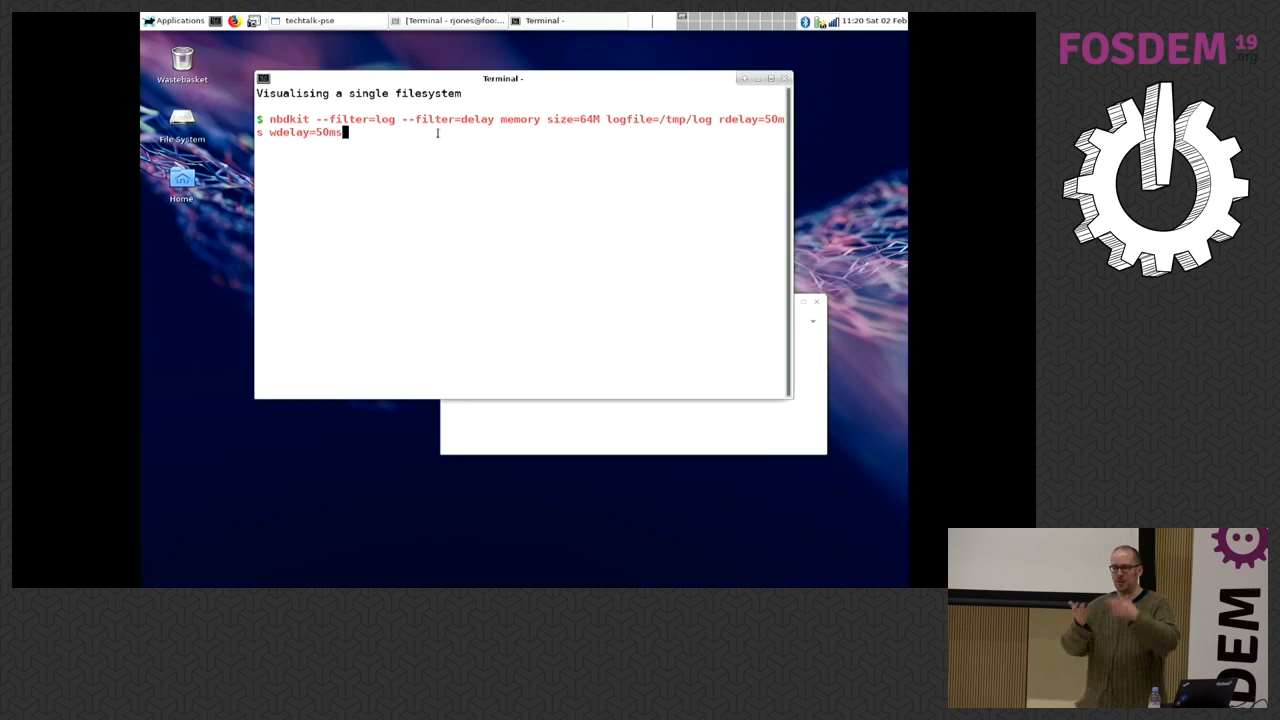 Applications
techtalk-pse
[Terminal - rjones@foo:...
Terminal -
11:20 Sat 02 Feb
FOSDEM 19
.org
Wastebasket
File System
Home
Terminal -
Visualising a single filesystem
$ nbdkit --filter=log --filter=delay memory size=64M logfile=/tmp/log rdelay=50m
s wdelay=50ms
DEM